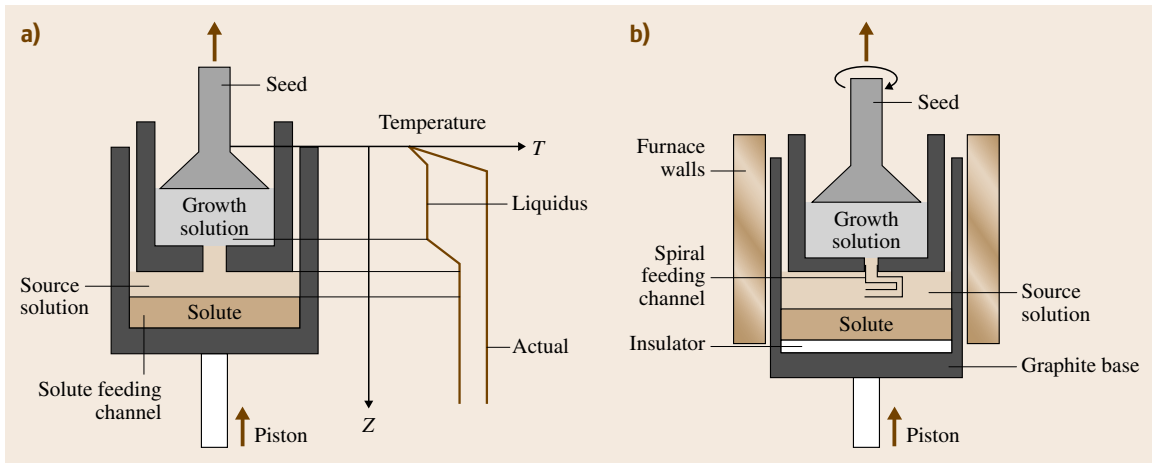 a)
Seed
Temperature
T
Growth
solution
Liquidus
Source
solution
Solute
Actual
Solute feeding
channel
Z
Piston
b)
Seed
Furnace
walls
Growth
solution
Spiral
feeding
channel
Source
solution
Solute
Insulator
Graphite base
Piston